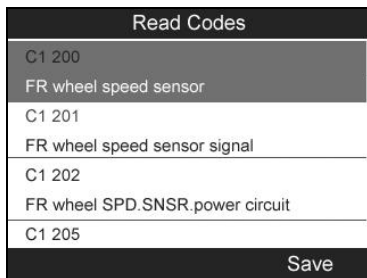 Read Codes
C1 200
FR wheel speed sensor
C1 201
FR wheel speed sensor signal
C1 202
FR wheel SPD.SNSR.power circuit
C1 205
Save